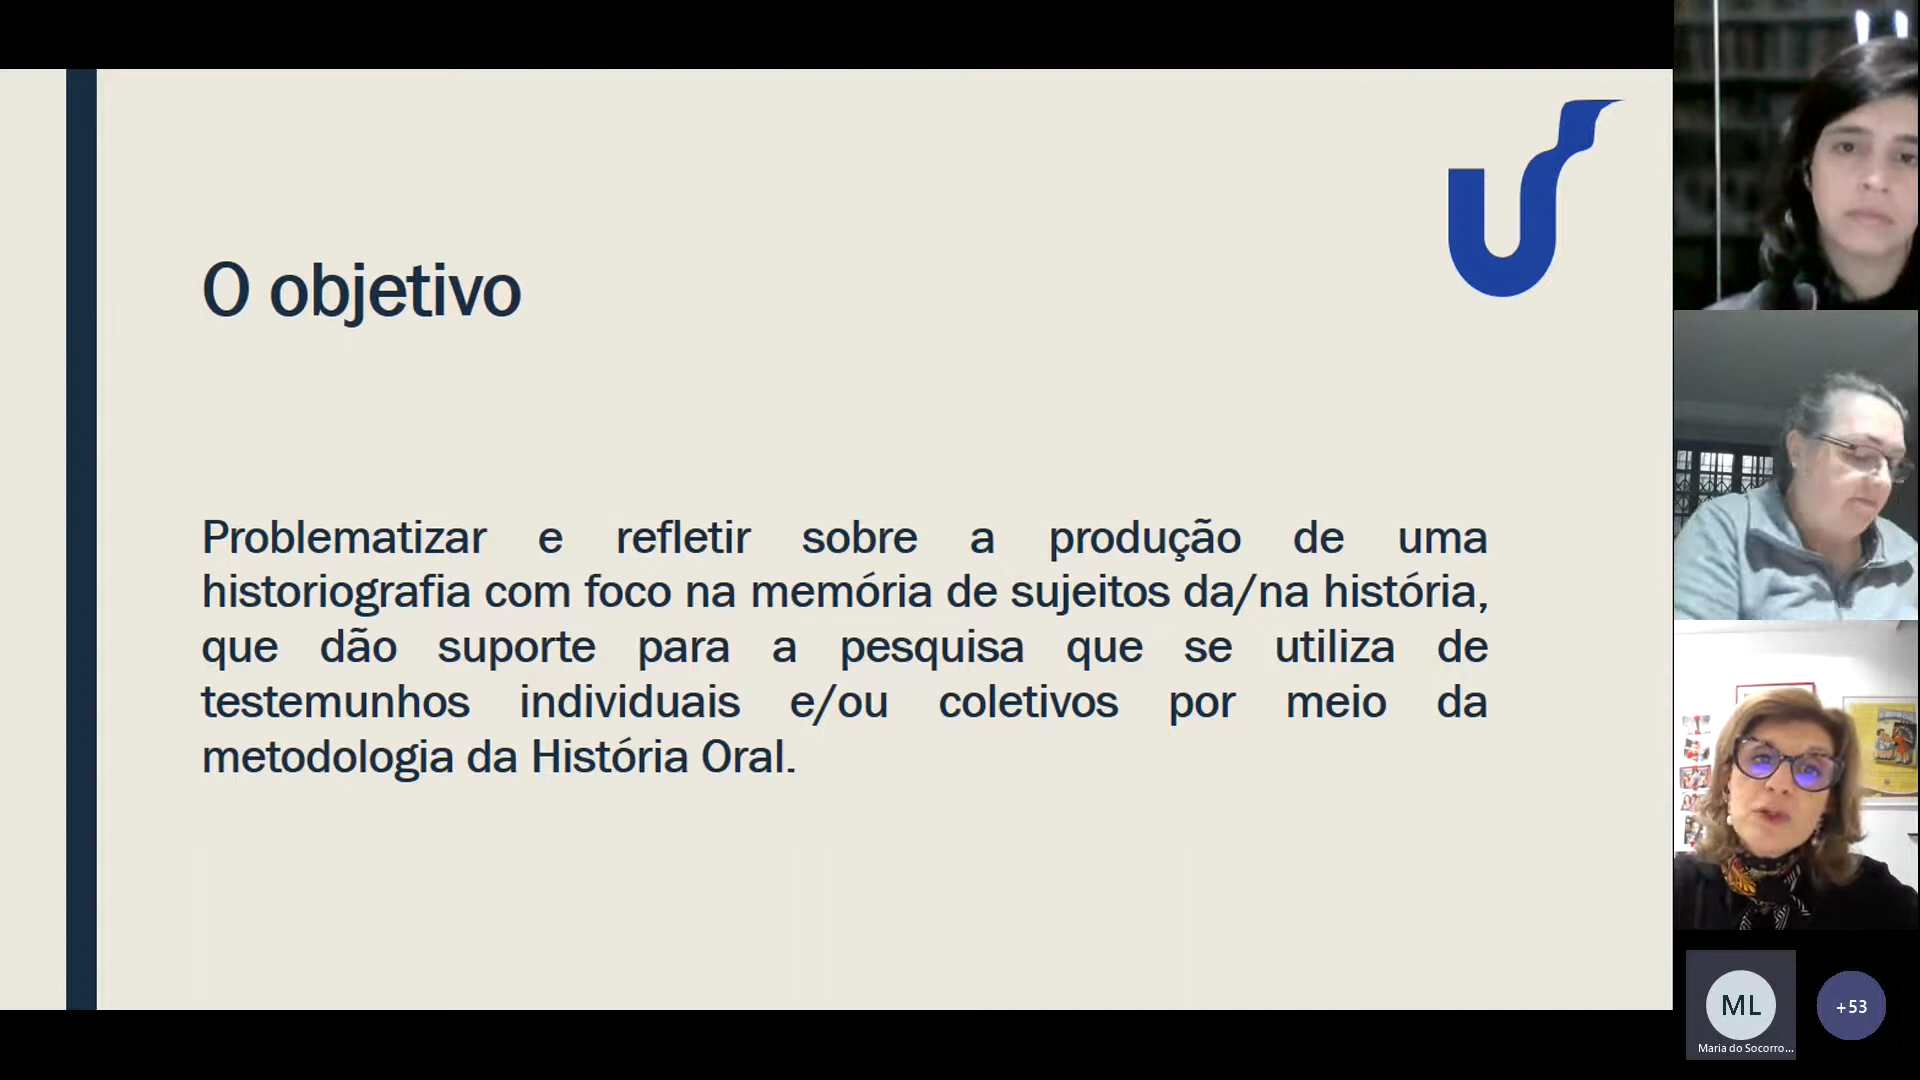 O objetivo
Problematizar e refletir sobre a produção de uma
historiografia com foco na memória de sujeitos da/na história,
que dão suporte para a pesquisa que se utiliza de
testemunhos individuais e/ou coletivos por meio da
metodologia da História Oral.
ML
+53
Maria do Socorro...